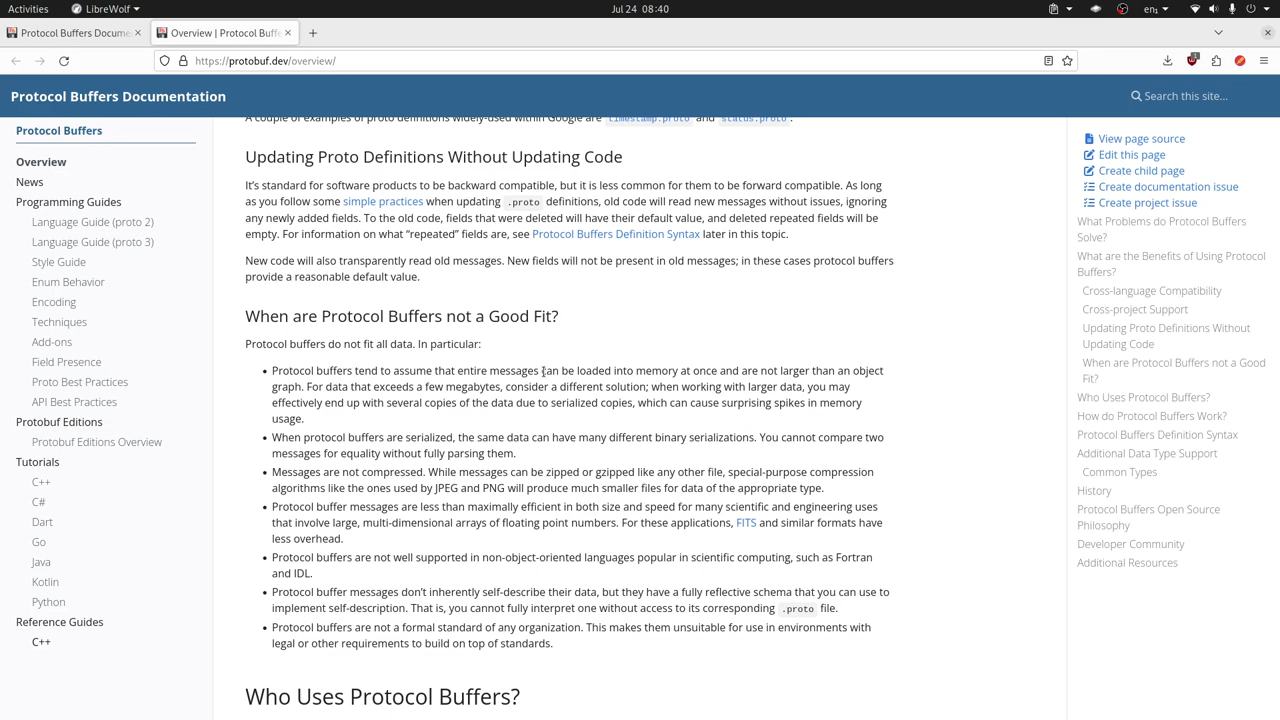 Activities
LibreWolf
Jul 24 08:40
en₁
Protocol Buffers Docume
Overview | Protocol Buffe
https://protobuf.dev/overview/
1
Protocol Buffers Documentation
Search this site…
Protocol Buffers
Overview
News
Programming Guides
Language Guide (proto 2)
Language Guide (proto 3)
Style Guide
Enum Behavior
Encoding
Techniques
Add-ons
Field Presence
Proto Best Practices
API Best Practices
Protobuf Editions
Protobuf Editions Overview
Tutorials
C++
C#
Dart
Go
Java
Kotlin
Python
Reference Guides
C++
A couple of examples of proto definitions widely-used within Google are timestamp.proto and status.proto.
Updating Proto Definitions Without Updating Code
It’s standard for software products to be backward compatible, but it is less common for them to be forward compatible. As long
as you follow some simple practices when updating .proto definitions, old code will read new messages without issues, ignoring
any newly added fields. To the old code, fields that were deleted will have their default value, and deleted repeated fields will be
empty. For information on what “repeated” fields are, see Protocol Buffers Definition Syntax later in this topic.
New code will also transparently read old messages. New fields will not be present in old messages; in these cases protocol buffers
provide a reasonable default value.
When are Protocol Buffers not a Good Fit?
Protocol buffers do not fit all data. In particular:
• Protocol buffers tend to assume that entire messages can be loaded into memory at once and are not larger than an object
graph. For data that exceeds a few megabytes, consider a different solution; when working with larger data, you may
effectively end up with several copies of the data due to serialized copies, which can cause surprising spikes in memory
usage.
• When protocol buffers are serialized, the same data can have many different binary serializations. You cannot compare two
messages for equality without fully parsing them.
• Messages are not compressed. While messages can be zipped or gzipped like any other file, special-purpose compression
algorithms like the ones used by JPEG and PNG will produce much smaller files for data of the appropriate type.
• Protocol buffer messages are less than maximally efficient in both size and speed for many scientific and engineering uses
that involve large, multi-dimensional arrays of floating point numbers. For these applications, FITS and similar formats have
less overhead.
• Protocol buffers are not well supported in non-object-oriented languages popular in scientific computing, such as Fortran
and IDL.
• Protocol buffer messages don’t inherently self-describe their data, but they have a fully reflective schema that you can use to
implement self-description. That is, you cannot fully interpret one without access to its corresponding .proto file.
• Protocol buffers are not a formal standard of any organization. This makes them unsuitable for use in environments with
legal or other requirements to build on top of standards.
Who Uses Protocol Buffers?
View page source
Edit this page
Create child page
Create documentation issue
Create project issue
What Problems do Protocol Buffers
Solve?
What are the Benefits of Using Protocol
Buffers?
Cross-language Compatibility
Cross-project Support
Updating Proto Definitions Without
Updating Code
When are Protocol Buffers not a Good
Fit?
Who Uses Protocol Buffers?
How do Protocol Buffers Work?
Protocol Buffers Definition Syntax
Additional Data Type Support
Common Types
History
Protocol Buffers Open Source
Philosophy
Developer Community
Additional Resources